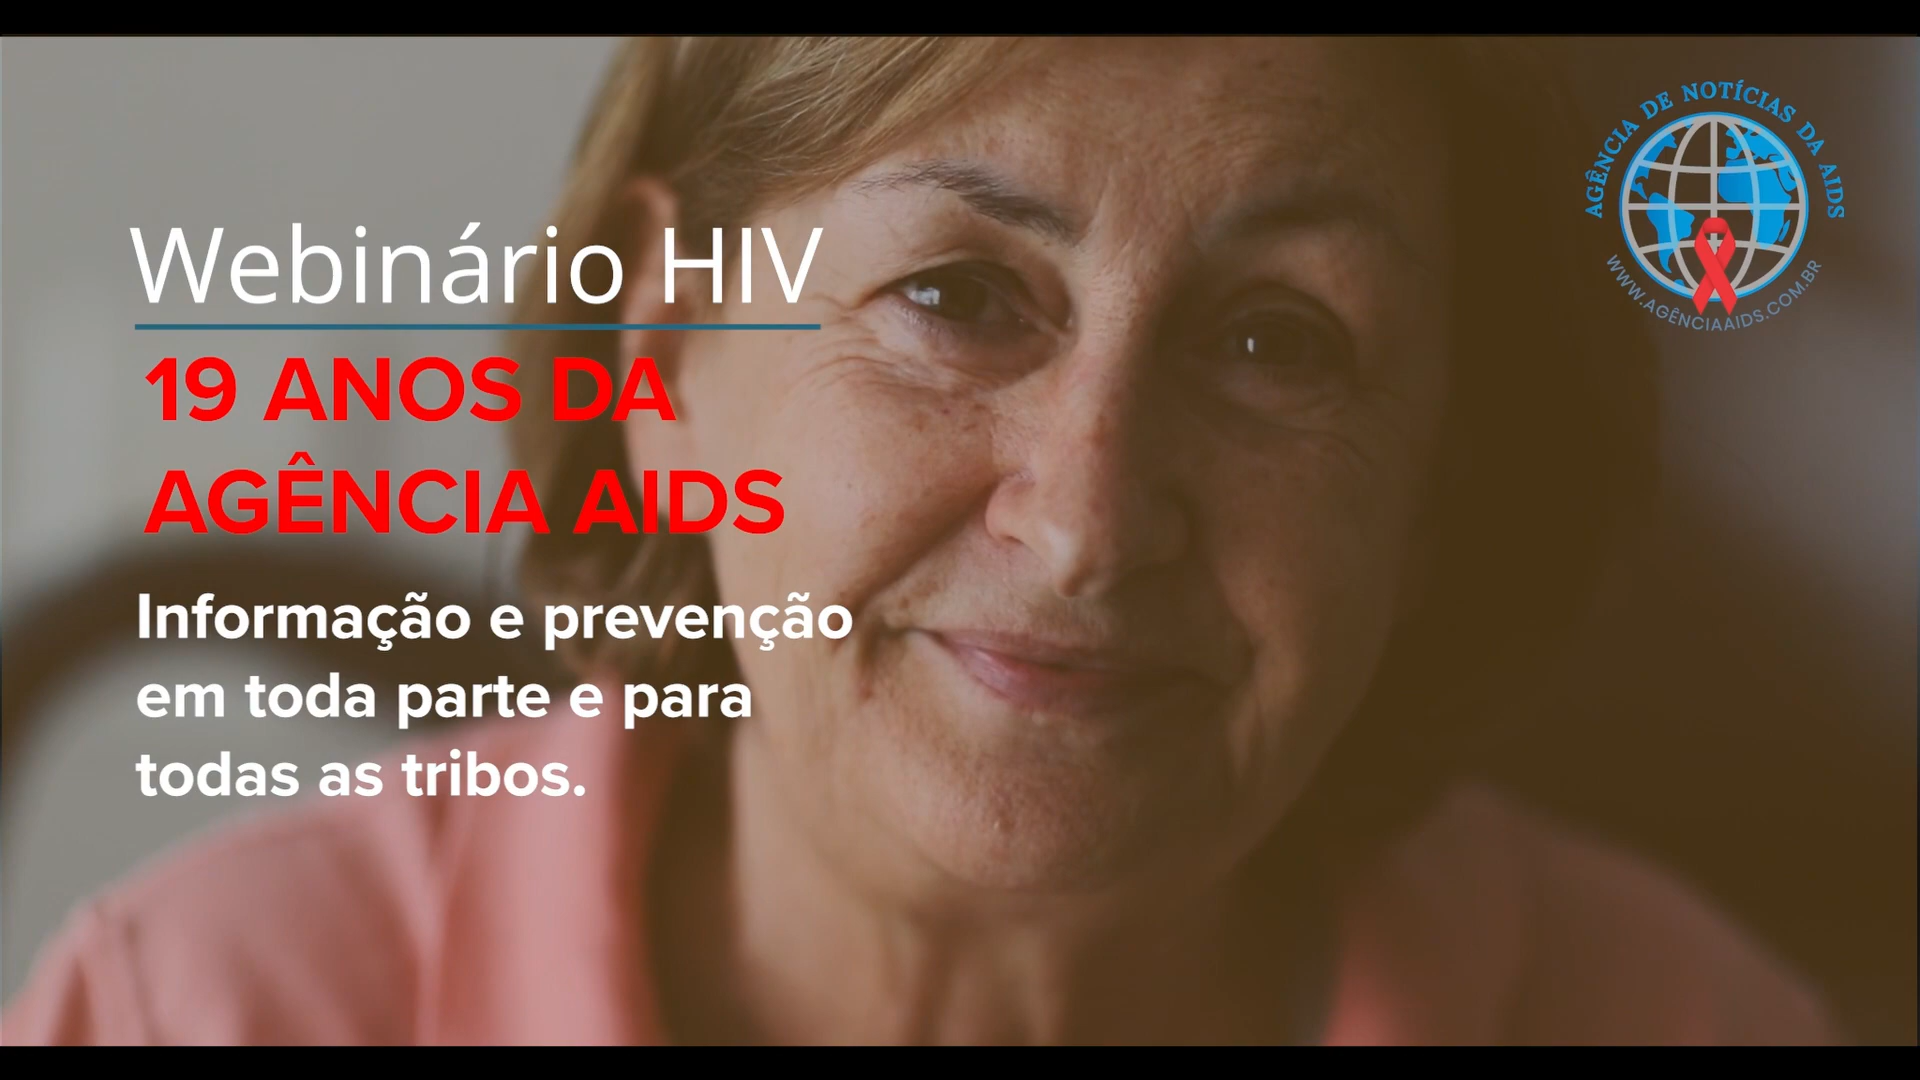 Webinário HIV
19 ANOS DA
AGÊNCIA AIDS
Informação e prevenção
em toda parte e para
todas as tribos.
AGÊNCIA DE NOTÍCIAS DA AIDS
WWW.AGÊNCIAAIDS.COM.BR